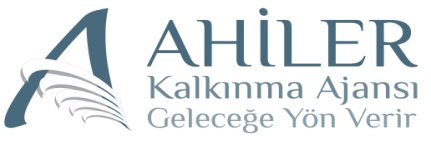 AHİLER
Kalkınma Ajansı
Geleceğe Yön Verir